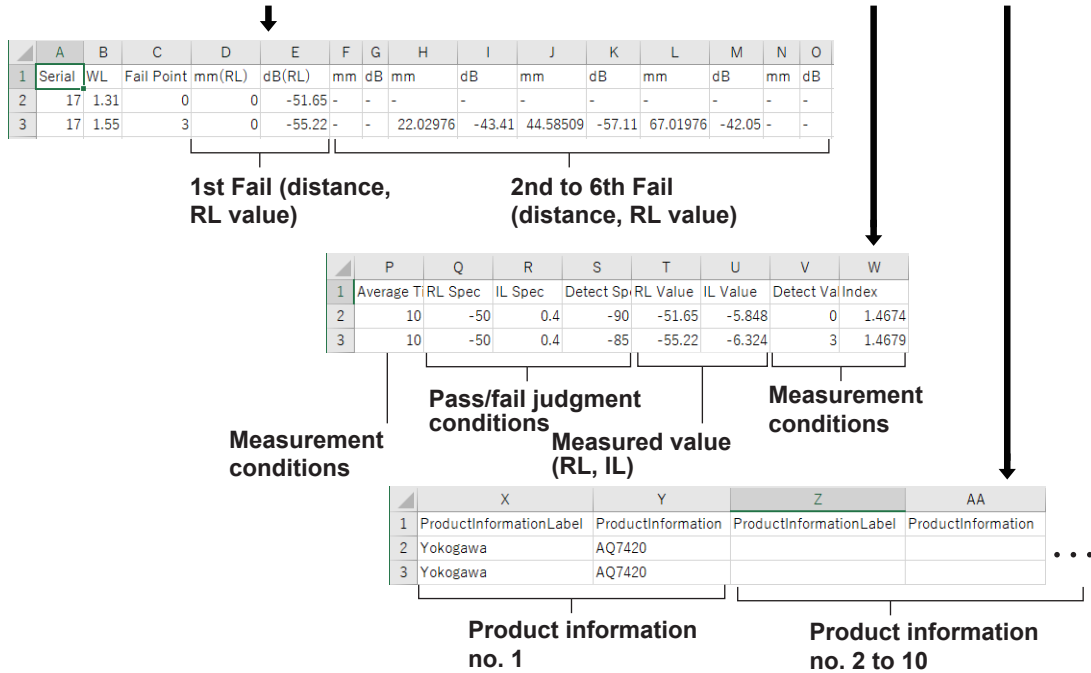 A B C D E F G H I J K L M N O
1 Serial WL Fail Point mm(RL) dB(RL) mm dB mm dB mm dB mm dB mm dB
2 17 1.31 0 0 -51.65 - - - - - - - - - -
3 17 1.55 3 0 -55.22 - - 22.02976 -43.41 44.58509 -57.11 67.01976 -42.05 - -
1st Fail (distance,
RL value)
2nd to 6th Fail
(distance, RL value)
P Q R S T U V W
1 Average Ti RL Spec IL Spec Detect Spe RL Value IL Value Detect Val Index
2 10 -50 0.4 -90 -51.65 -5.848 0 1.4674
3 10 -50 0.4 -85 -55.22 -6.324 3 1.4679
Measurement
conditions
Pass/fail judgment
conditions
Measured value
(RL, IL)
Measurement
conditions
X Y Z AA
1 ProductInformationLabel ProductInformation ProductInformationLabel ProductInformation
2 Yokogawa AQ7420
3 Yokogawa AQ7420
...
Product information
no. 1
Product information
no. 2 to 10